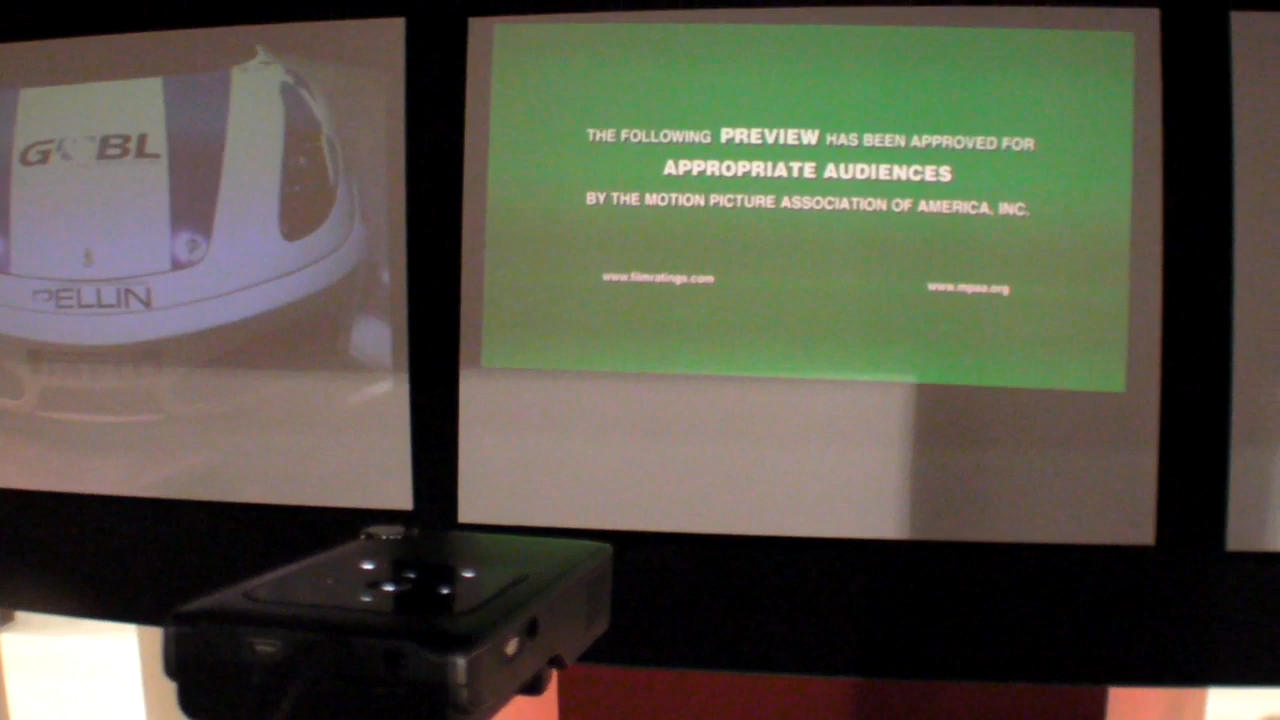 THE FOLLOWING PREVIEW HAS BEEN APPROVED FOR
APPROPRIATE AUDIENCES
BY THE MOTION PICTURE ASSOCIATION OF AMERICA, INC.
www.filmratings.com
www.mpaa.org
PELLIN